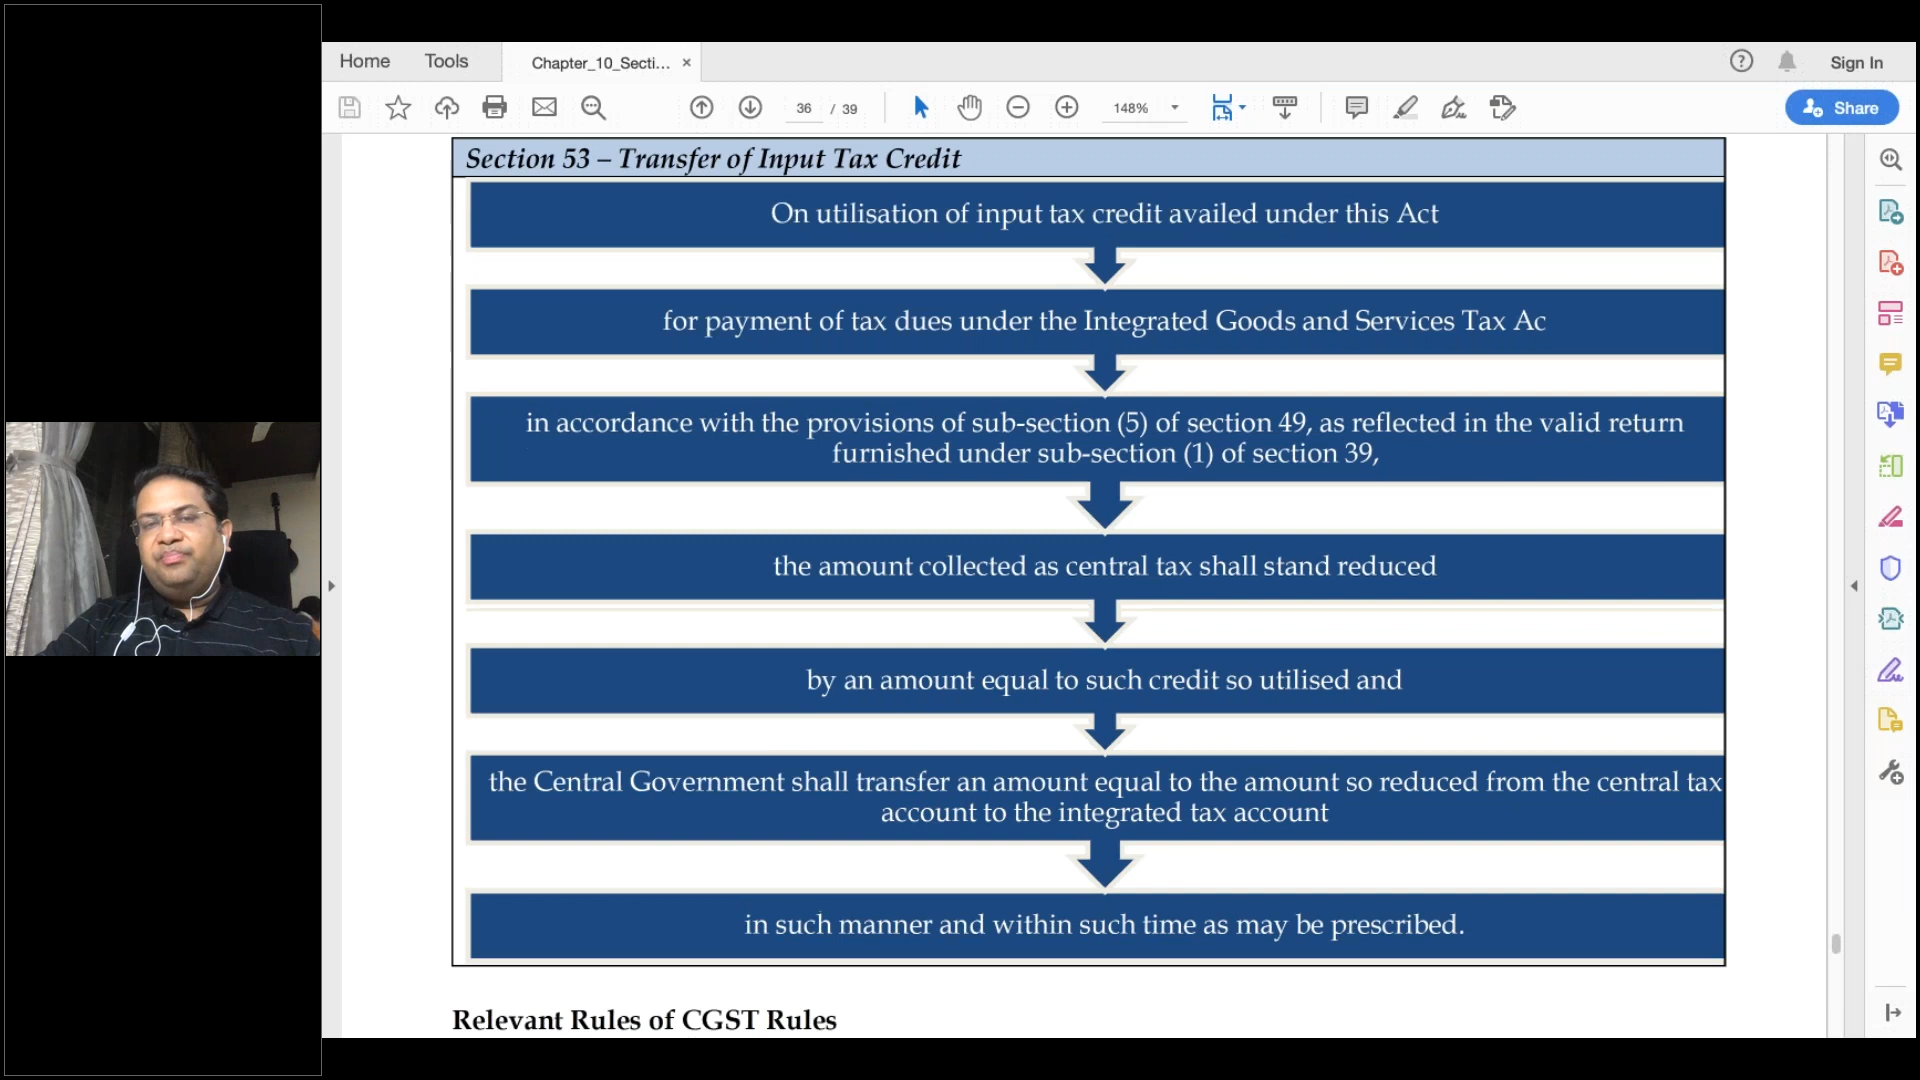 Home
Tools
Chapter_10_Secti... ×
Sign In
36 / 39
148%
Share
Section 53 – Transfer of Input Tax Credit
On utilisation of input tax credit availed under this Act
for payment of tax dues under the Integrated Goods and Services Tax Ac
in accordance with the provisions of sub-section (5) of section 49, as reflected in the valid return
furnished under sub-section (1) of section 39,
the amount collected as central tax shall stand reduced
by an amount equal to such credit so utilised and
the Central Government shall transfer an amount equal to the amount so reduced from the central tax
account to the integrated tax account
in such manner and within such time as may be prescribed.
Relevant Rules of CGST Rules